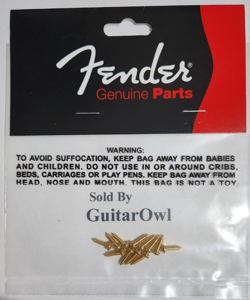 Fender
Genuine Parts
WARNING:
TO AVOID SUFFOCATION, KEEP BAG AWAY FROM BABIES
AND CHILDREN. DO NOT USE IN OR AROUND CRIBS,
BEDS, CARRIAGES OR PLAY PENS. KEEP BAG AWAY FROM
HEAD, NOSE AND MOUTH. THIS BAG IS NOT A TOY
Sold By
GuitarOwl